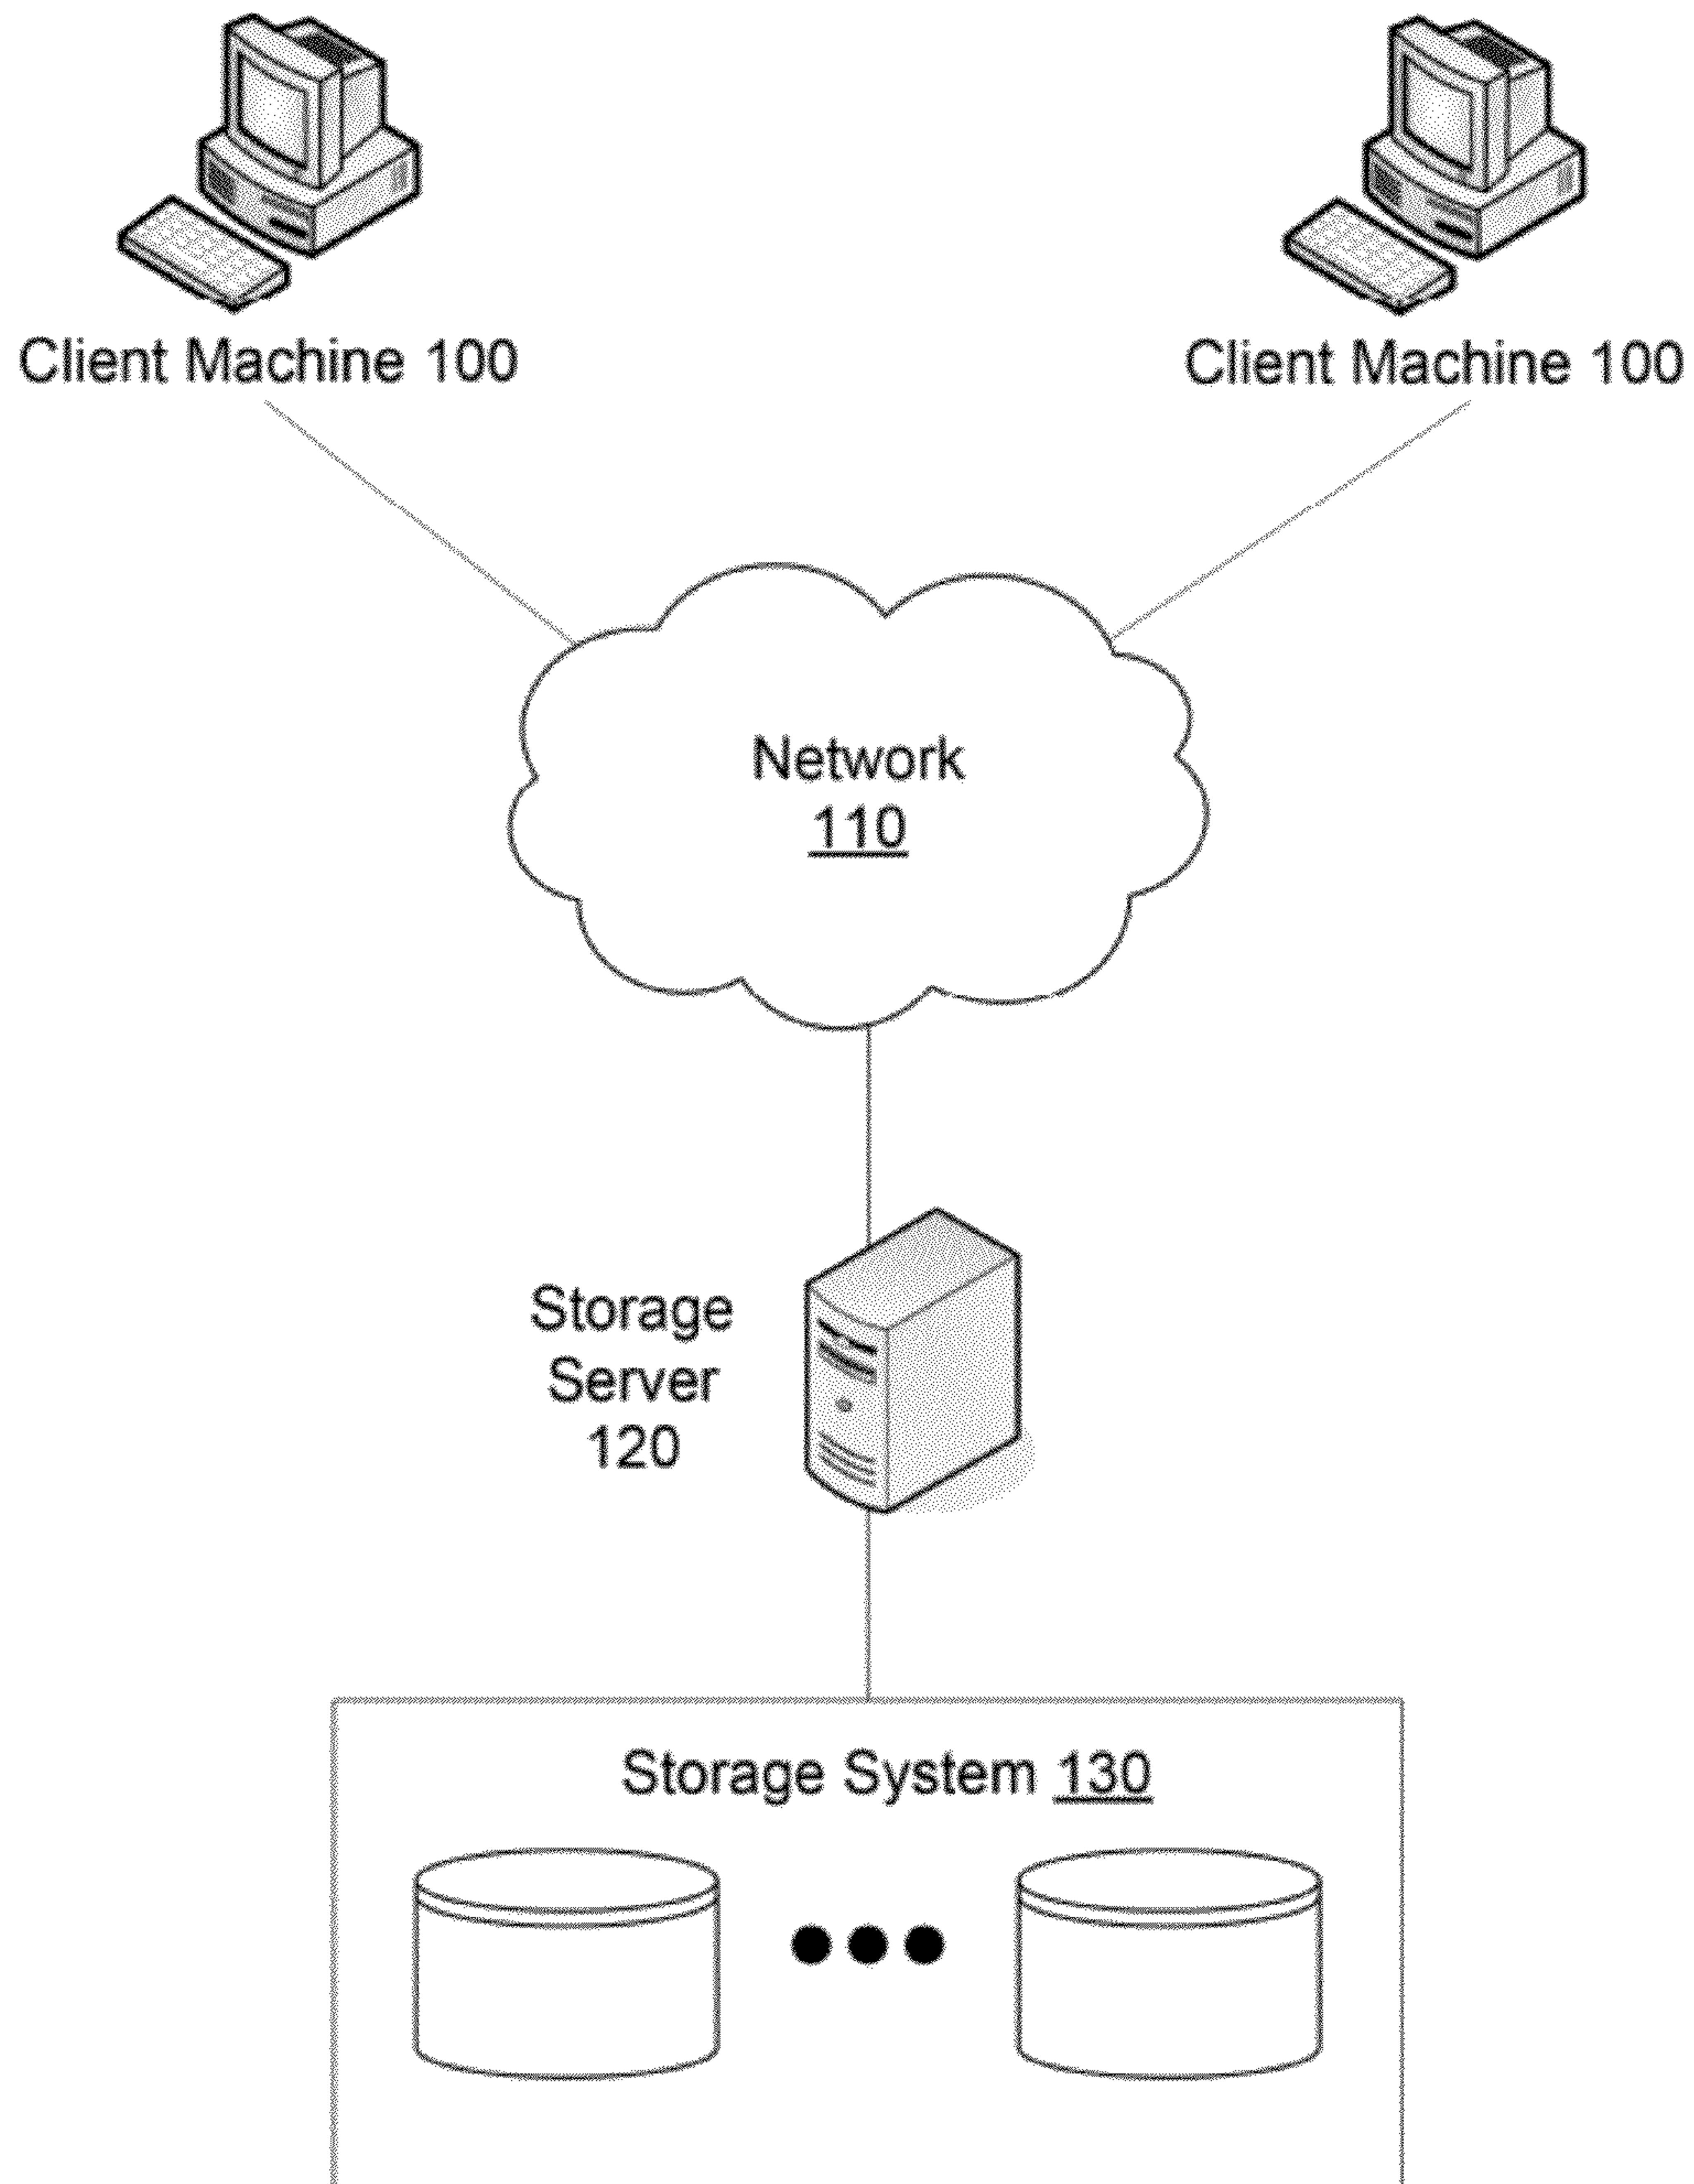 Client Machine 100
Client Machine 100
Network
110
Storage
Server
120
Storage System 130